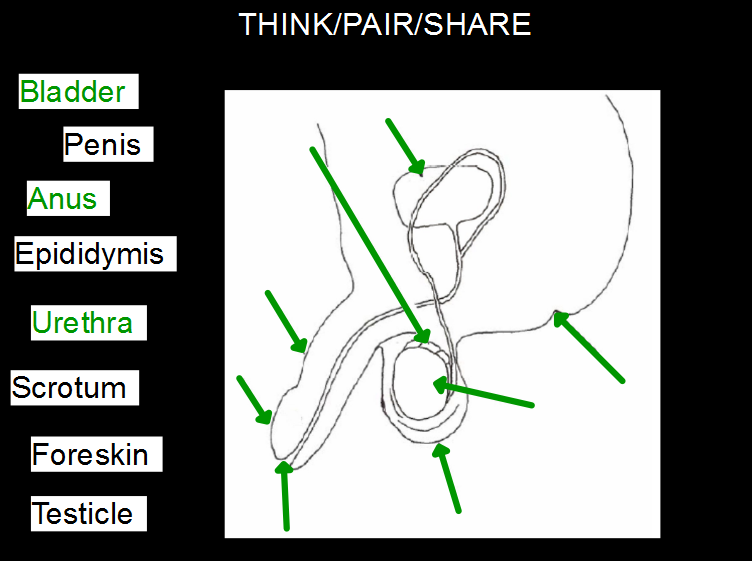 THINK/PAIR/SHARE
Bladder
Penis
Anus
Epididymis
Urethra
Scrotum
Foreskin
Testicle